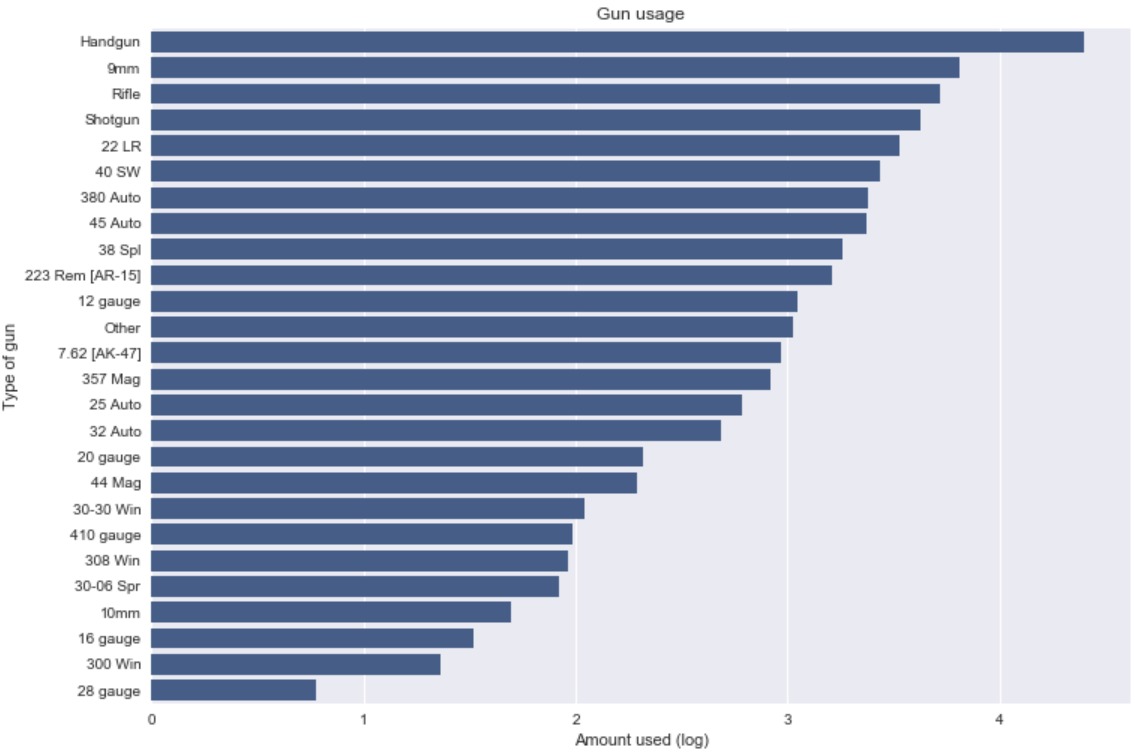 Gun usage
Handgun
9mm
Rifle
Shotgun
22 LR
40 SW
380 Auto
45 Auto
38 Spl
223 Rem [AR-15]
12 gauge
Other
7.62 [AK-47]
357 Mag
25 Auto
32 Auto
20 gauge
44 Mag
30-30 Win
410 gauge
308 Win
30-06 Spr
10mm
16 gauge
300 Win
28 gauge
Type of gun
0 1 2 3 4
Amount used (log)